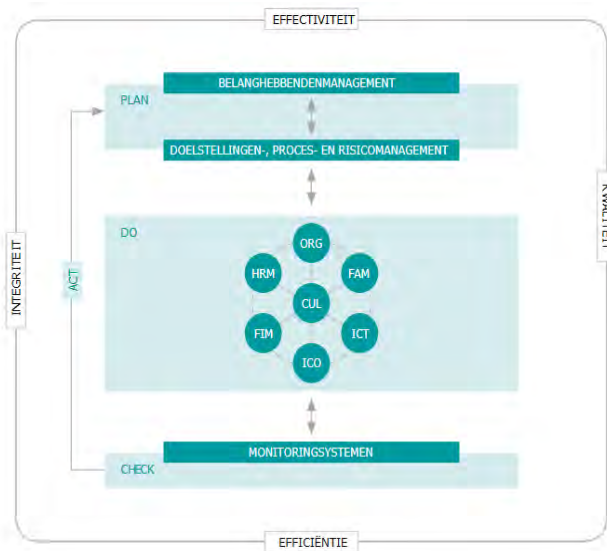 EFFECTIVITEIT
BELANGHEBBENDENMANAGEMENT
PLAN
DOELSTELLINGEN-, PROCES- EN RISICOMANAGEMENT
KWALITEIT
DO
ORG
HRM
FAM
INTEGRITEIT
ACT
CUL
FIM
ICT
ICO
MONITORINGSYSTEMEN
CHECK
EFFICIËNTIE